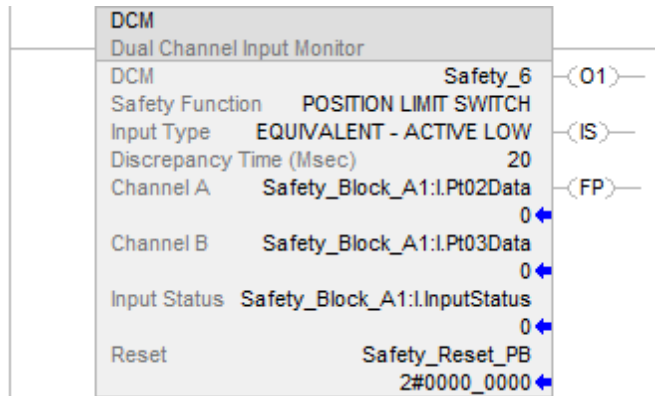 DCM
Dual Channel Input Monitor
DCM Safety_6 (O1)
Safety Function POSITION LIMIT SWITCH
Input Type EQUIVALENT - ACTIVE LOW (IS)
Discrepancy Time (Msec) 20
Channel A Safety_Block_A1:I.Pt02Data (FP)
0
Channel B Safety_Block_A1:I.Pt03Data
0
Input Status Safety_Block_A1:I.InputStatus
0
Reset Safety_Reset_PB
2#0000_0000